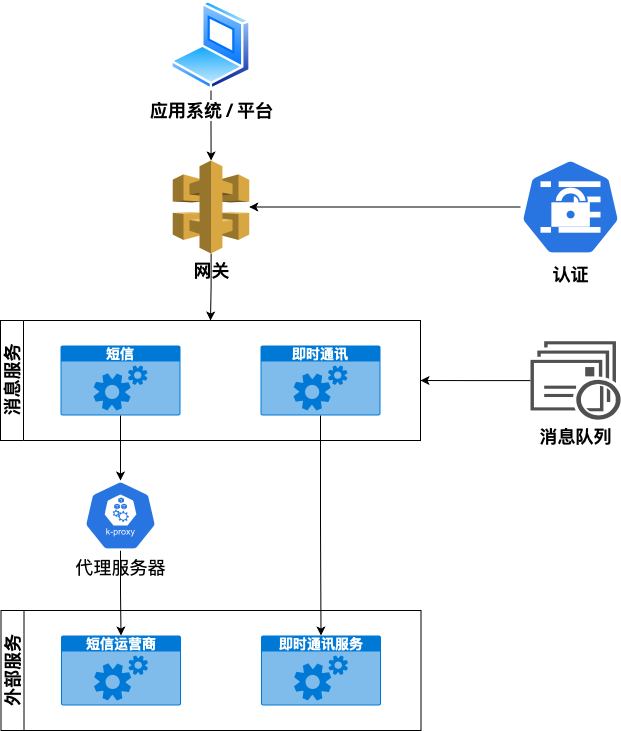 应用系统 / 平台
网关
认证
消息服务
短信
即时通讯
消息队列
k-proxy
代理服务器
外部服务
短信运营商
即时通讯服务